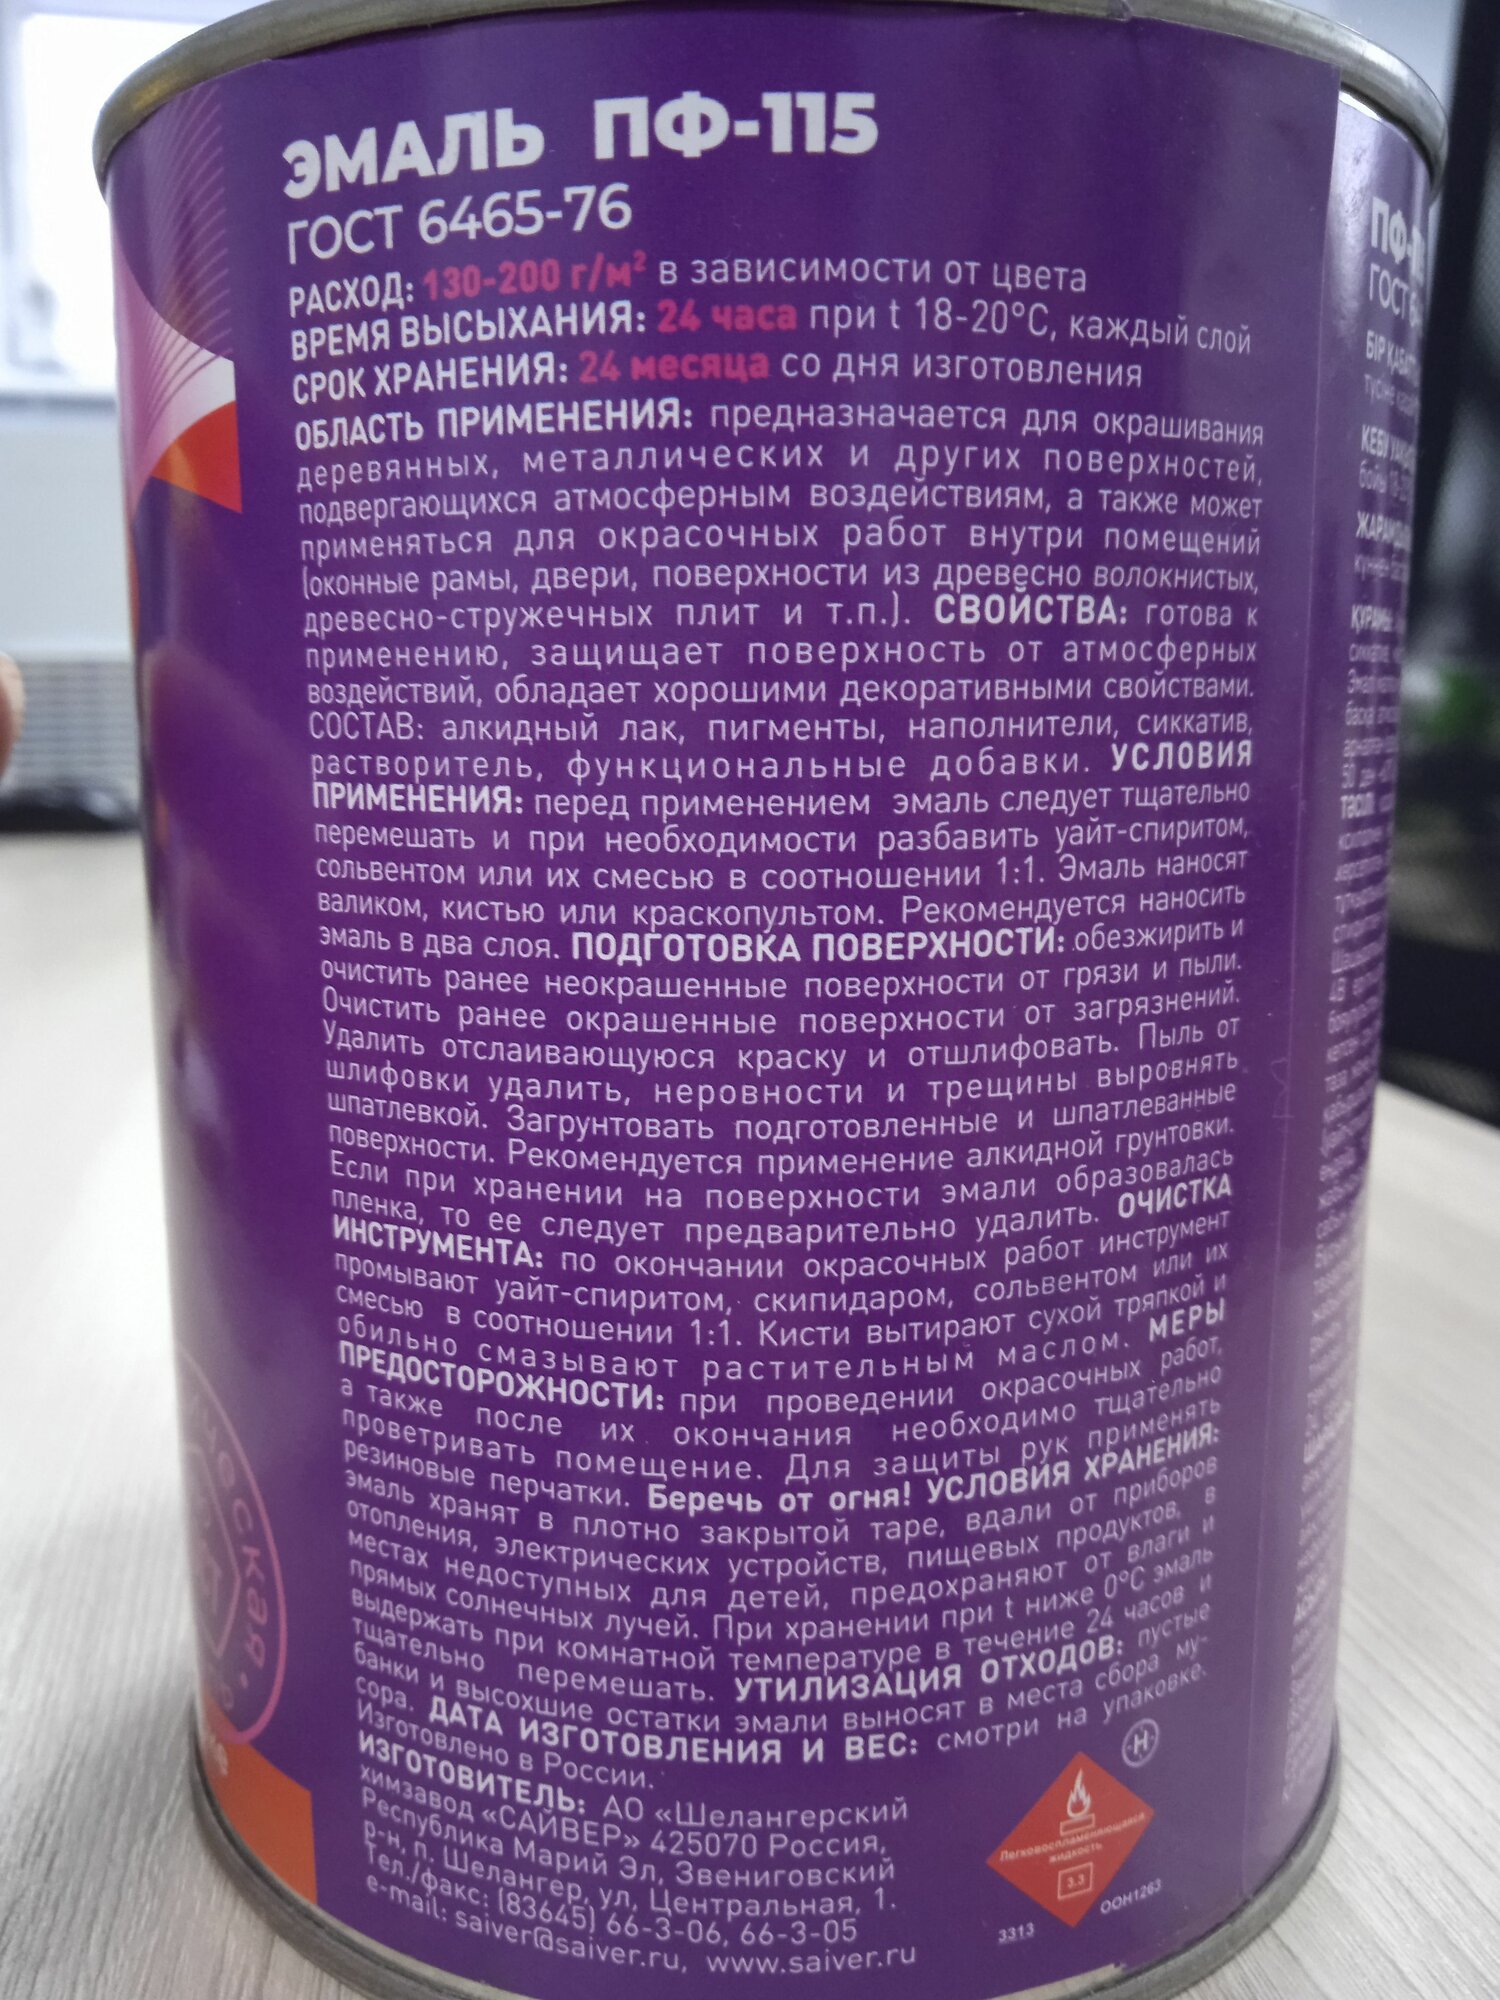 ЭМАЛЬ ПФ-115
ГОСТ 6465-76
РАСХОД: 130-200 г/м² в зависимости от цвета
ВРЕМЯ ВЫСЫХАНИЯ: 24 часа при t 18-20°C, каждый слой
СРОК ХРАНЕНИЯ: 24 месяца со дня изготовления
ОБЛАСТЬ ПРИМЕНЕНИЯ: предназначается для окрашивания
деревянных, металлических и других поверхностей,
подвергающихся атмосферным воздействиям, а также может
применяться для окрасочных работ внутри помещений
(оконные рамы, двери, поверхности из древесно волокнистых,
древесно-стружечных плит и т.п.). СВОЙСТВА: готова к
применению, защищает поверхность от атмосферных
воздействий, обладает хорошими декоративными свойствами.
СОСТАВ: алкидный лак, пигменты, наполнители, сиккатив,
растворитель, функциональные добавки. УСЛОВИЯ
ПРИМЕНЕНИЯ: перед применением эмаль следует тщательно
перемешать и при необходимости разбавить уайт-спиритом,
сольвентом или их смесью в соотношении 1:1. Эмаль наносят
валиком, кистью или краскопультом. Рекомендуется наносить
эмаль в два слоя. ПОДГОТОВКА ПОВЕРХНОСТИ: обезжирить и
очистить ранее неокрашенные поверхности от грязи и пыли.
Очистить ранее окрашенные поверхности от загрязнений.
Удалить отслаивающуюся краску и отшлифовать. Пыль от
шлифовки удалить, неровности и трещины выровнять
шпатлевкой. Загрунтовать подготовленные и шпатлеванные
поверхности. Рекомендуется применение алкидной грунтовки.
Если при хранении на поверхности эмали образовалась
пленка, то ее следует предварительно удалить. ОЧИСТКА
ИНСТРУМЕНТА: по окончании окрасочных работ инструмент
промывают уайт-спиритом, скипидаром, сольвентом или их
смесью в соотношении 1:1. Кисти вытирают сухой тряпкой и
обильно смазывают растительным маслом. МЕРЫ
ПРЕДОСТОРОЖНОСТИ: при проведении окрасочных работ,
а также после их окончания необходимо тщательно
проветривать помещение. Для защиты рук применять
резиновые перчатки. Беречь от огня! УСЛОВИЯ ХРАНЕНИЯ:
эмаль хранят в плотно закрытой таре, вдали от приборов
отопления, электрических устройств, пищевых продуктов, в
местах недоступных для детей, предохраняют от влаги и
прямых солнечных лучей. При хранении при t ниже 0°C эмаль
выдержать при комнатной температуре в течение 24 часов и
тщательно перемешать. УТИЛИЗАЦИЯ ОТХОДОВ: пустые
банки и высохшие остатки эмали выносят в места сбора му-
сора. ДАТА ИЗГОТОВЛЕНИЯ И ВЕС: смотри на упаковке.
Изготовлено в России.
ИЗГОТОВИТЕЛЬ: АО «Шелангерский
химзавод «САЙВЕР» 425070 Россия,
Республика Марий Эл, Звениговский
р-н, п. Шелангер, ул, Центральная, 1.
Тел./факс: (83645) 66-3-06, 66-3-05
e-mail: saiver@saiver.ru, www.saiver.ru
Н
Легковоспламеняющаяся
жидкость
3.3
3313
ООН1263
ГОСТ